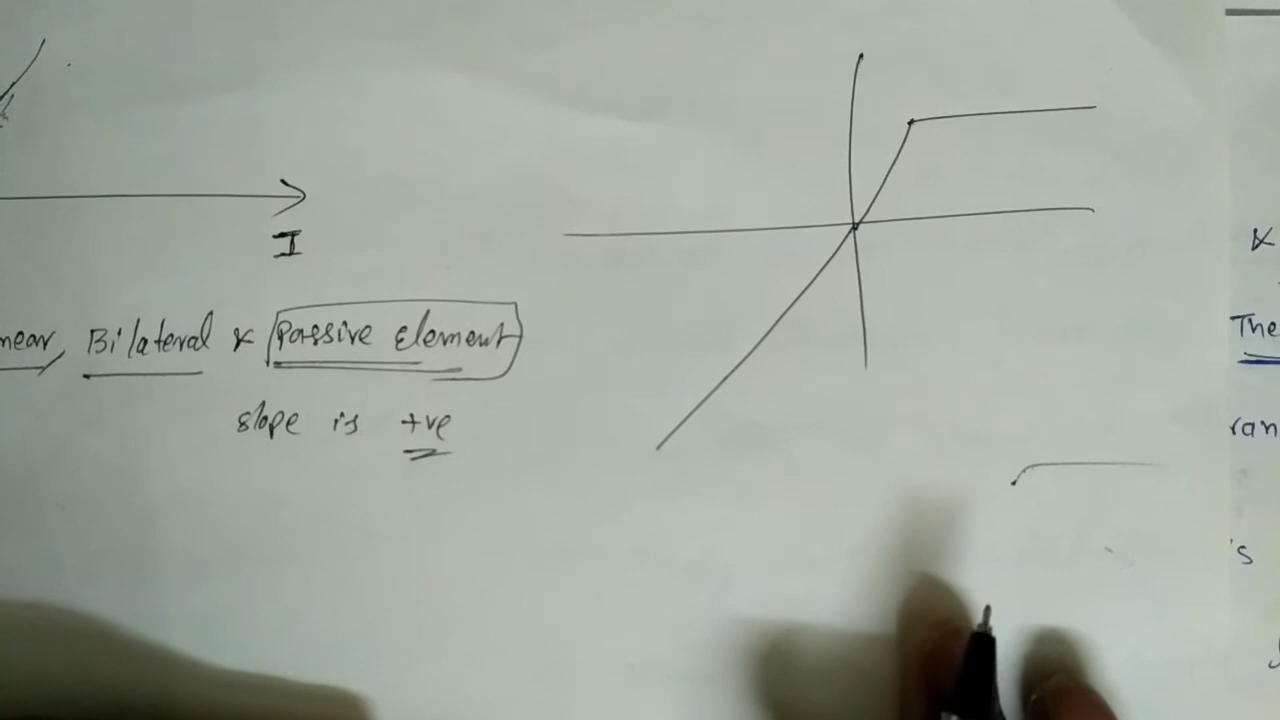 I
near, Bilateral & Passive Element
slope is +ve
&
The
ran
's